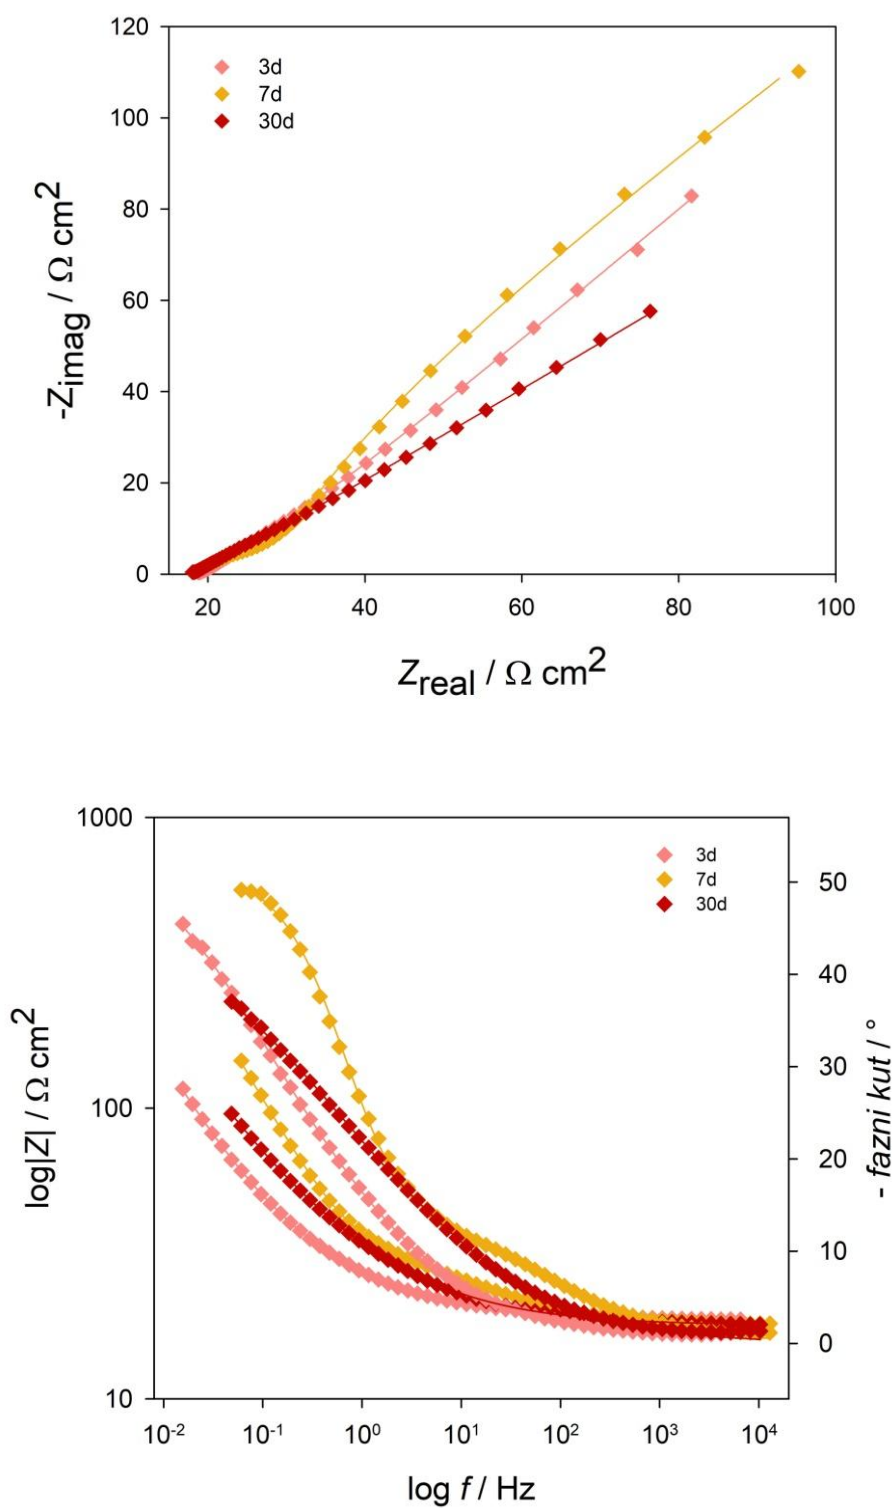 120
100
80
60
40
20
0
-Zimag / Ω cm²
3d
7d
30d
20 40 60 80 100
Zreal / Ω cm²
1000
100
10
log|Z| / Ω cm²
3d
7d
30d
50
40
30
20
10
0
- fazni kut / °
10⁻² 10⁻¹ 10⁰ 10¹ 10² 10³ 10⁴
log f / Hz